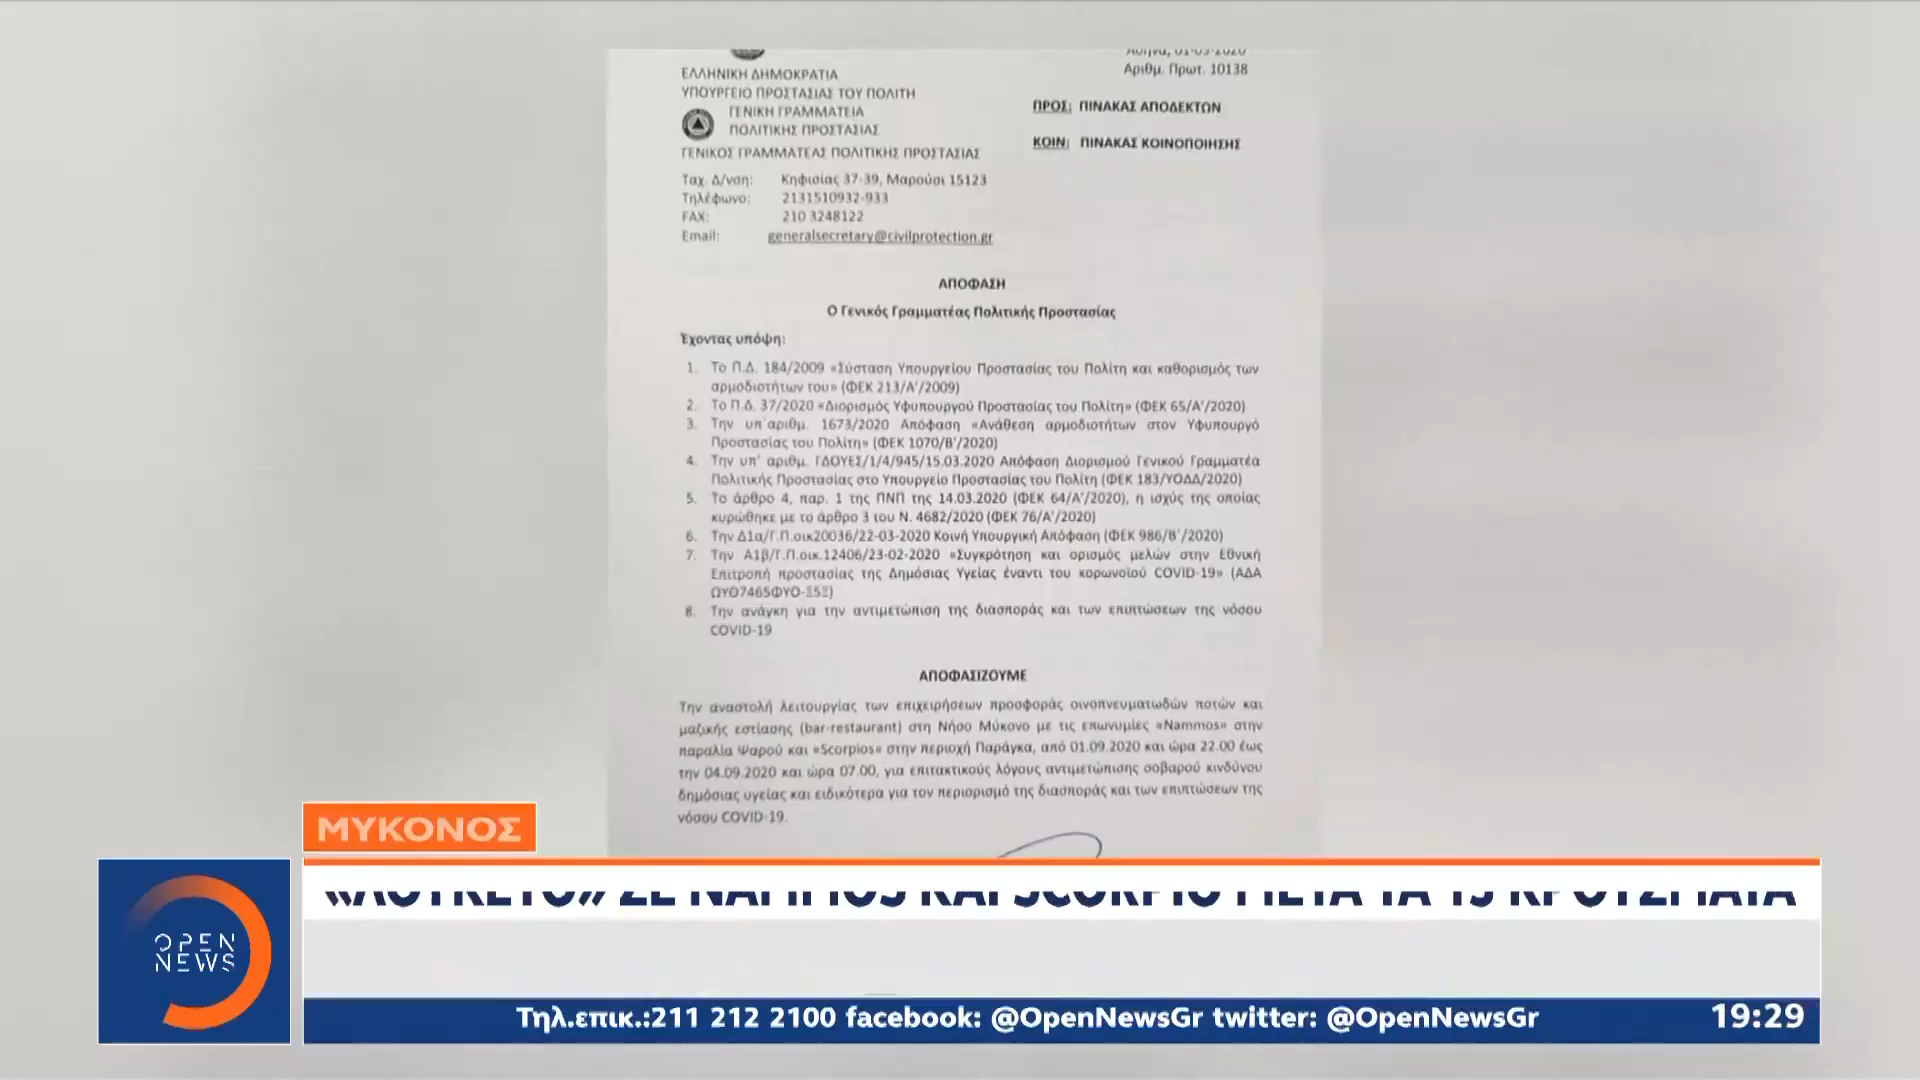 Αθήνα, 01-09-2020
Αριθμ. Πρωτ. 10138
ΕΛΛΗΝΙΚΗ ΔΗΜΟΚΡΑΤΙΑ
ΥΠΟΥΡΓΕΙΟ ΠΡΟΣΤΑΣΙΑΣ ΤΟΥ ΠΟΛΙΤΗ
ΓΕΝΙΚΗ ΓΡΑΜΜΑΤΕΙΑ
ΠΟΛΙΤΙΚΗΣ ΠΡΟΣΤΑΣΙΑΣ
ΓΕΝΙΚΟΣ ΓΡΑΜΜΑΤΕΑΣ ΠΟΛΙΤΙΚΗΣ ΠΡΟΣΤΑΣΙΑΣ
ΠΡΟΣ: ΠΙΝΑΚΑΣ ΑΠΟΔΕΚΤΩΝ
ΚΟΙΝ: ΠΙΝΑΚΑΣ ΚΟΙΝΟΠΟΙΗΣΗΣ
Ταχ. Δ/νση: Κηφισίας 37-39, Μαρούσι 15123
Τηλέφωνο: 2131510932-933
FAX: 210 3248122
Email: generalsecretary@civilprotection.gr
ΑΠΟΦΑΣΗ
Ο Γενικός Γραμματέας Πολιτικής Προστασίας
Έχοντας υπόψη:
1. Το Π.Δ. 184/2009 «Σύσταση Υπουργείου Προστασίας του Πολίτη και καθορισμός των
αρμοδιοτήτων του» (ΦΕΚ 213/Α'/2009)
2. Το Π.Δ. 37/2020 «Διορισμός Υφυπουργού Προστασίας του Πολίτη» (ΦΕΚ 65/Α'/2020)
3. Την υπ΄αριθμ. 1673/2020 Απόφαση «Ανάθεση αρμοδιοτήτων στον Υφυπουργό
Προστασίας του Πολίτη» (ΦΕΚ 1070/Β'/2020)
4. Την υπ' αριθμ. ΓΔΟΥΕΣ/1/4/945/15.03.2020 Απόφαση Διορισμού Γενικού Γραμματέα
Πολιτικής Προστασίας στο Υπουργείο Προστασίας του Πολίτη (ΦΕΚ 183/ΥΟΔΔ/2020)
5. Το άρθρο 4, παρ. 1 της ΠΝΠ της 14.03.2020 (ΦΕΚ 64/Α'/2020), η ισχύς της οποίας
κυρώθηκε με το άρθρο 3 του Ν. 4682/2020 (ΦΕΚ 76/Α'/2020)
6. Την Δ1α/Γ.Π.οικ20036/22-03-2020 Κοινή Υπουργική Απόφαση (ΦΕΚ 986/Β΄/2020)
7. Την Α1β/Γ.Π.οικ.12406/23-02-2020 «Συγκρότηση και ορισμός μελών στην Εθνική
Επιτροπή προστασίας της Δημόσιας Υγείας έναντι του κορωνοϊού COVID-19» (ΑΔΑ
ΩΥΘ7465ΦΥΟ-Ξ5Ξ)
8. Την ανάγκη για την αντιμετώπιση της διασποράς και των επιπτώσεων της νόσου
COVID-19
ΑΠΟΦΑΣΙΖΟΥΜΕ
Την αναστολή λειτουργίας των επιχειρήσεων προσφοράς οινοπνευματωδών ποτών και
μαζικής εστίασης (bar-restaurant) στη Νήσο Μύκονο με τις επωνυμίες «Nammos» στην
παραλία Ψαρού και «Scorpios» στην περιοχή Παράγκα, από 01.09.2020 και ώρα 22.00 έως
την 04.09.2020 και ώρα 07.00, για επιτακτικούς λόγους αντιμετώπισης σοβαρού κινδύνου
δημόσιας υγείας και ειδικότερα για τον περιορισμό της διασποράς και των επιπτώσεων της
νόσου COVID-19.
ΜΥΚΟΝΟΣ
OPEN
NEWS
Τηλ.επικ.:211 212 2100 facebook: @OpenNewsGr twitter: @OpenNewsGr
19:29